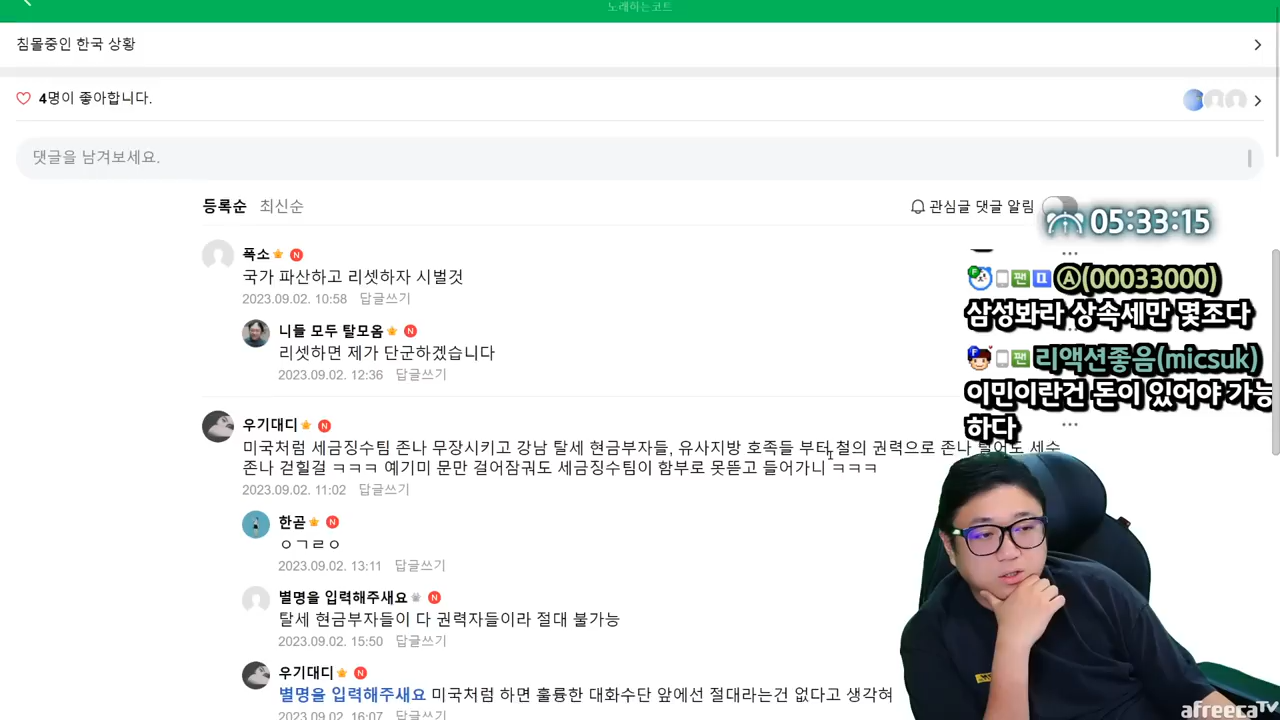 노래하는코트
침몰중인 한국 상황
4명이 좋아합니다.
댓글을 남겨보세요.
등록순 최신순
관심글 댓글 알림
05:33:15
폭소 N
국가 파산하고 리셋하자 시벌것
2023.09.02. 10:58 답글쓰기
팬 Ⓐ(00033000)
삼성봐라 상속세만 몇조다
니들 모두 탈모옴 N
리셋하면 제가 단군하겠습니다
2023.09.02. 12:36 답글쓰기
팬 리액션좋음(micsuk)
이민이란건 돈이 있어야 가능
하다
우기대디 N
미국처럼 세금징수팀 존나 무장시키고 강남 탈세 현금부자들, 유사지방 호족들 부터 철의 권력으로 존나 털어도 세수
존나 걷힐걸 ㅋㅋㅋ 예기미 문만 걸어잠궈도 세금징수팀이 함부로 못뜯고 들어가니 ㅋㅋㅋ
2023.09.02. 11:02 답글쓰기
한곧 N
ㅇㄱㄹㅇ
2023.09.02. 13:11 답글쓰기
별명을 입력해주새요 N
탈세 현금부자들이 다 권력자들이라 절대 불가능
2023.09.02. 15:50 답글쓰기
우기대디 N
별명을 입력해주새요 미국처럼 하면 훌륭한 대화수단 앞에선 절대라는건 없다고 생각혀
2023.09.02. 16:07 답글쓰기
afreecaTV